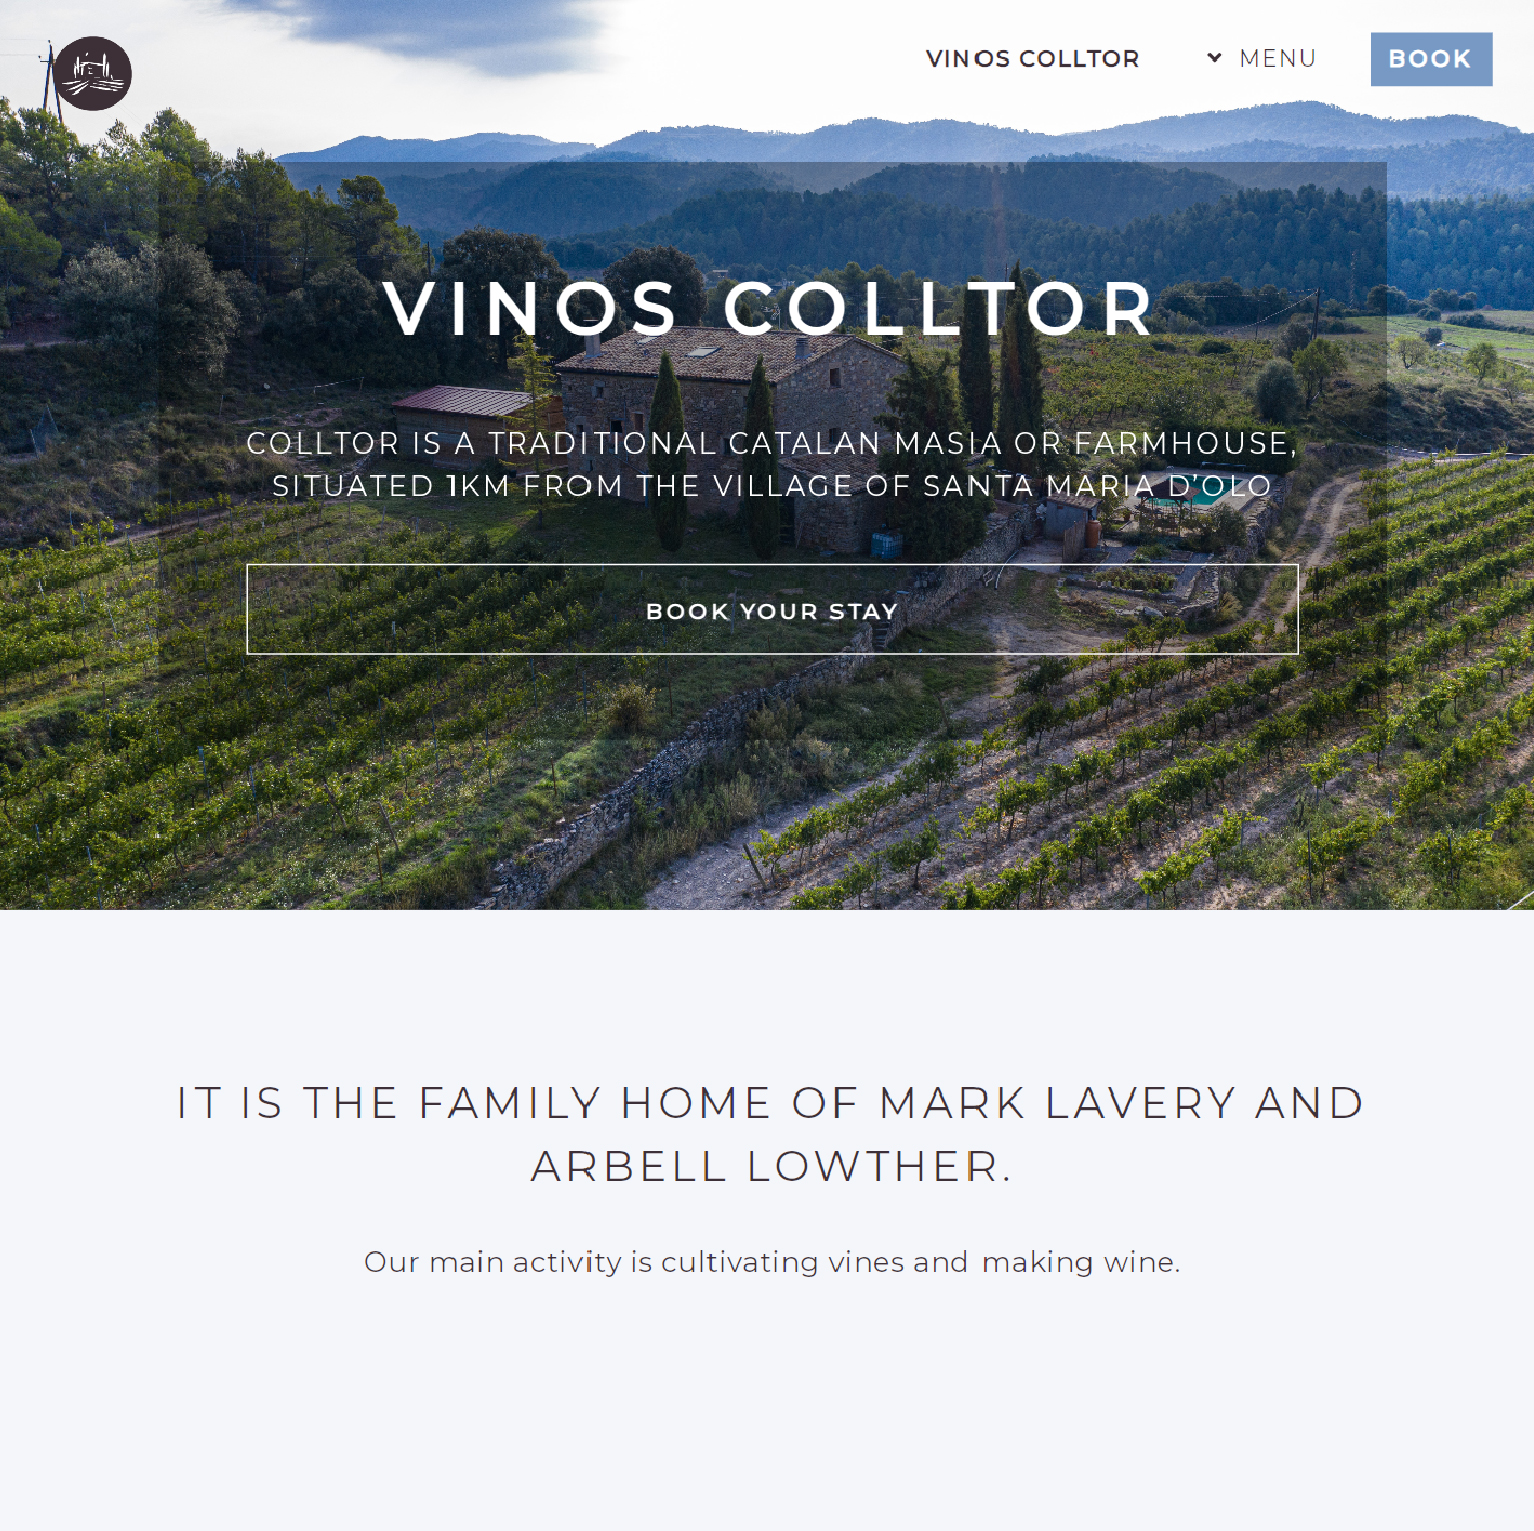 VINOS COLLTOR
MENU
BOOK
VINOS COLLTOR
COLLTOR IS A TRADITIONAL CATALAN MASIA OR FARMHOUSE,
SITUATED 1KM FROM THE VILLAGE OF SANTA MARIA D’OLO
BOOK YOUR STAY
IT IS THE FAMILY HOME OF MARK LAVERY AND
ARBELL LOWTHER.
Our main activity is cultivating vines and making wine.